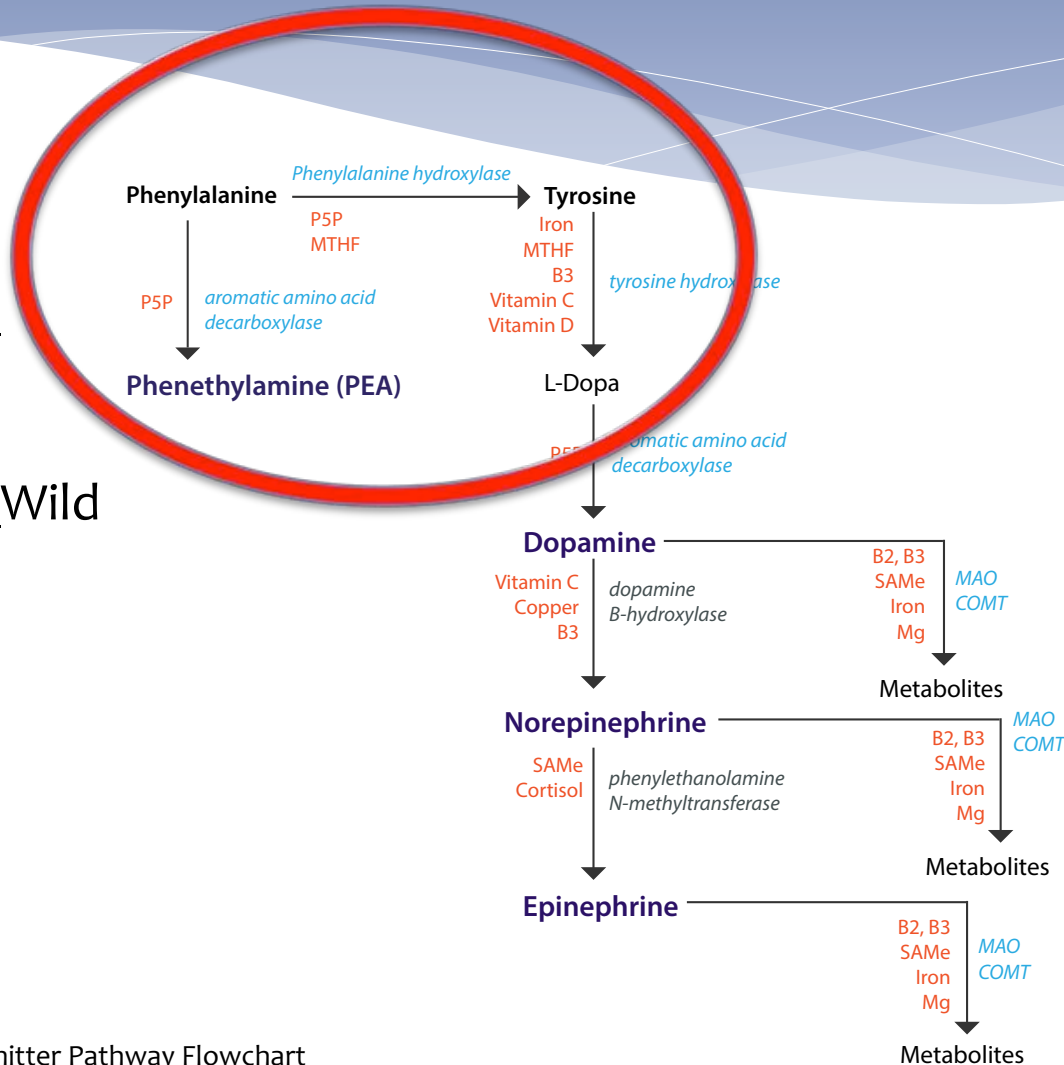 Phenylalanine
Phenylalanine hydroxylase
Tyrosine
P5P
MTHF
Iron
MTHF
B3
Vitamin C
Vitamin D
tyrosine hydrox ase
P5P
aromatic amino acid
decarboxylase
Phenethylamine (PEA)
L-Dopa
omatic amino acid
decarboxylase
Wild
Dopamine
Vitamin C
Copper
B3
dopamine
B-hydroxylase
B2, B3
SAMe
Iron
Mg
MAO
COMT
Metabolites
Norepinephrine
SAMe
Cortisol
phenylethanolamine
N-methyltransferase
B2, B3
SAMe
Iron
Mg
MAO
COMT
Metabolites
Epinephrine
B2, B3
SAMe
Iron
Mg
MAO
COMT
Metabolites
nitter Pathway Flowchart